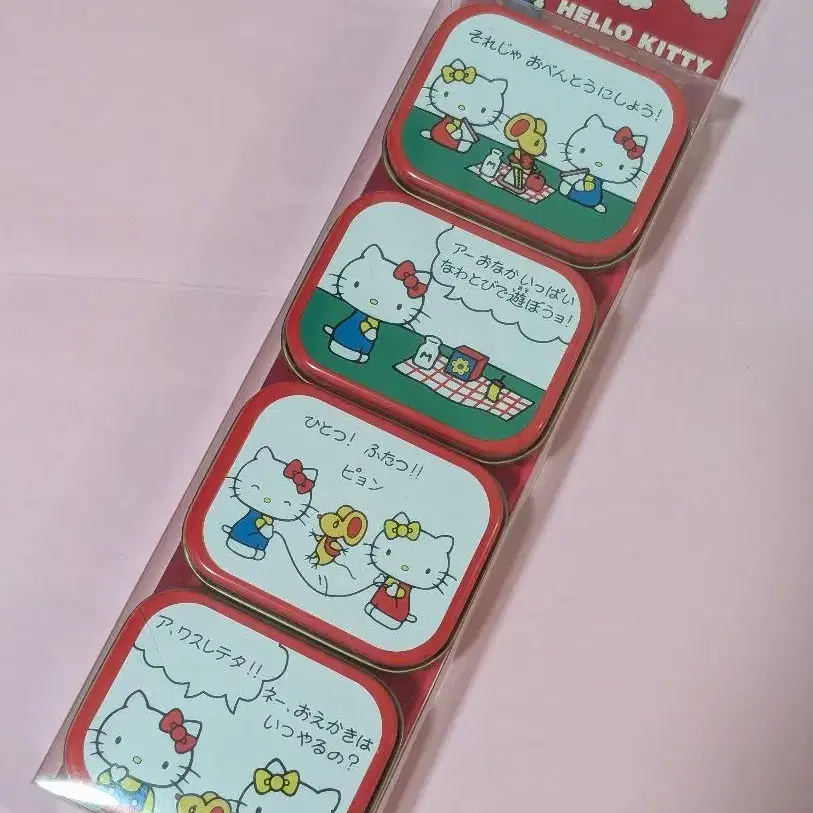 HELLO KITTY
それじゃ おべんとうにしよう!
アーおなかいっぱい
なわとびで遊ぼうョ!
あそ
ひとつ! ふたつ!!
ピョン
ア、ワスレテタ!!
ネー、おえかきは
いつやるの?